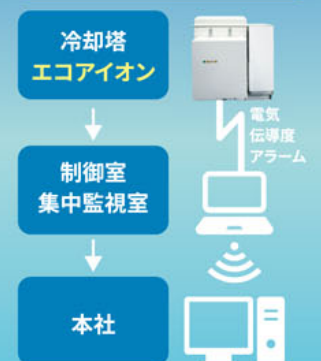 冷却塔
エコアイオン
電気
伝導度
アラーム
制御室
集中監視室
本社